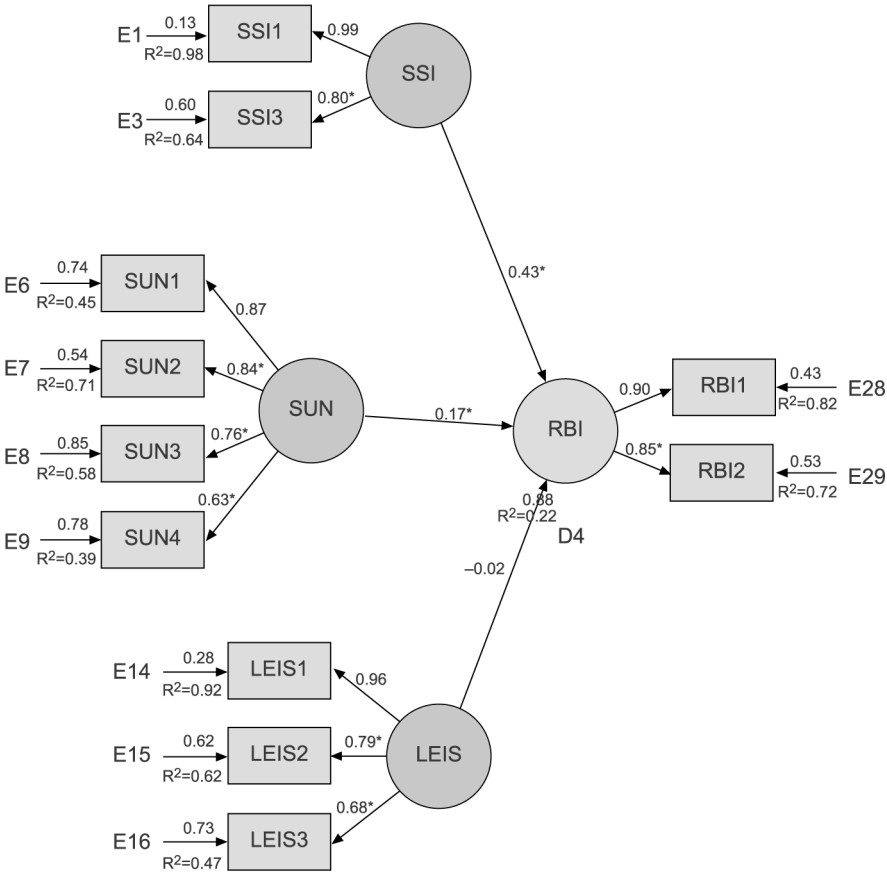 E1
0.13
R²=0.98
SSI1
0.99
SSI
E3
0.60
R²=0.64
SSI3
0.80*
0.43*
E6
0.74
R²=0.45
SUN1
0.87
E7
0.54
R²=0.71
SUN2
0.84*
SUN
E8
0.85
R²=0.58
SUN3
0.76*
E9
0.78
R²=0.39
SUN4
0.63*
0.17*
RBI
0.90
RBI1
0.43
R²=0.82
E28
0.85*
RBI2
0.53
R²=0.72
E29
0.88
R²=0.22
D4
–0.02
E14
0.28
R²=0.92
LEIS1
0.96
E15
0.62
R²=0.62
LEIS2
0.79*
LEIS
E16
0.73
R²=0.47
LEIS3
0.68*